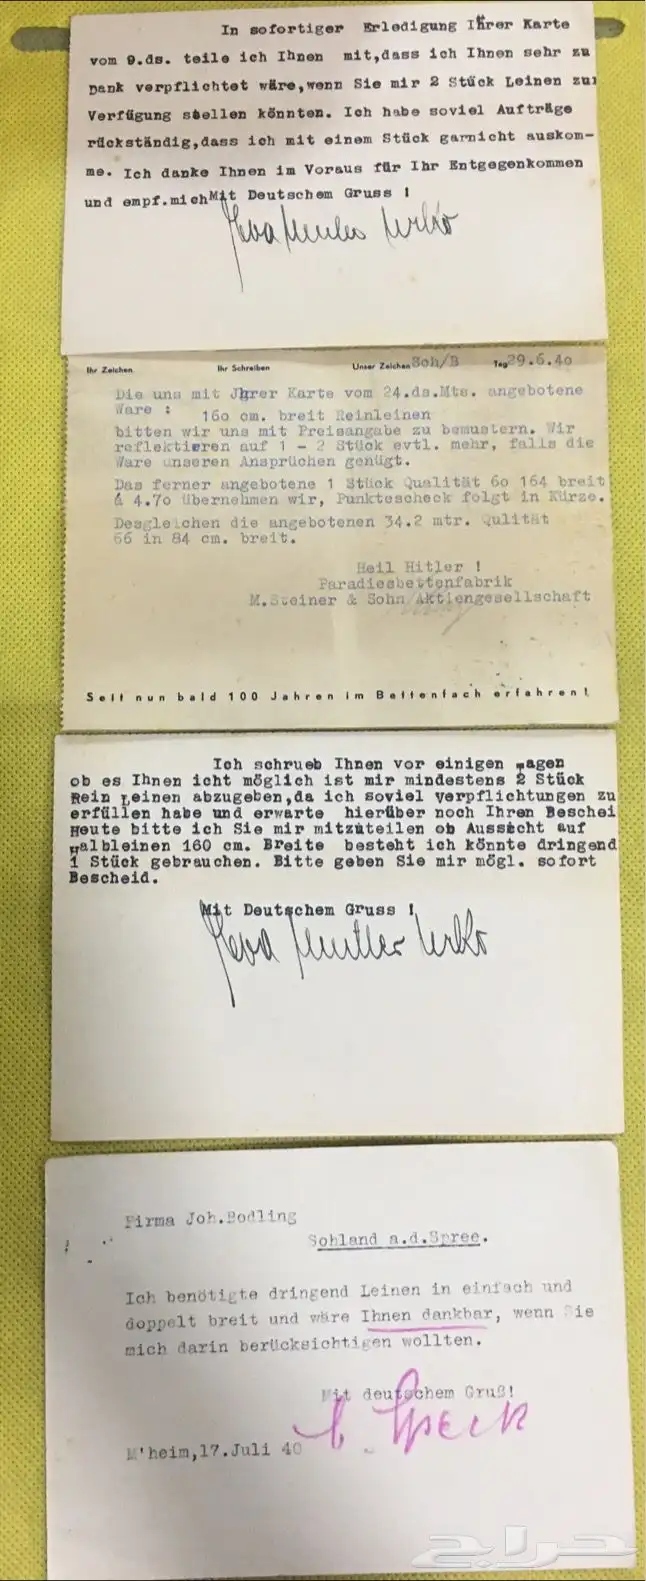 In sofortiger Erledigung Ihrer Karte
vom 9.ds. teile ich Ihnen mit,dass ich Ihnen sehr zu
Dank verpflichtet wäre,wenn Sie mir 2 Stück Leinen zur
Verfügung stellen könnten. Ich habe soviel Aufträge
rückständig,dass ich mit einem Stück garnicht auskom-
me. Ich danke Ihnen im Voraus für Ihr Entgegenkommen
und empf.mich Mit Deutschem Gruss !
Ihr Zeichen Ihr Schreiben Unser Zeichen Sch/B Tag 29.6.40
Die uns mit Jhrer Karte vom 24.ds.Mts. angebotene
Ware : 160 cm. breit Reinleinen
bitten wir uns mit Preisangabe zu bemustern. Wir
reflektieren auf 1 - 2 Stück evtl. mehr, falls die
Ware unseren Ansprüchen genügt.
Das ferner angebotene 1 Stück Qualität 60 164 breit
á 4.70 übernehmen wir, Punktescheck folgt in Kürze.
Desgleichen die angebotenen 34.2 mtr. Qulität
66 in 84 cm. breit.
Heil Hitler !
Paradiesbettenfabrik
M.Steiner & Sohn Aktiengesellschaft
Seit nun bald 100 Jahren im Bettenfach erfahren!
Ich schrueb Ihnen vor einigen Tagen
ob es Ihnen icht möglich ist mir mindestens 2 Stück
Rein Leinen abzugeben,da ich soviel Verpflichtungen zu
erfüllen habe und erwarte hierüber noch Ihren Beschei
Heute bitte ich Sie mir mitzuteilen ob Aussicht auf
Halbleinen 160 cm. Breite besteht ich könnte dringend
1 Stück gebrauchen. Bitte geben Sie mir mögl. sofort
Bescheid.
Mit Deutschem Gruss !
Firma Joh.Bodling
Sohland a.d.Spree.
Ich benötigte dringend Leinen in einfach und
doppelt breit und wäre Ihnen dankbar, wenn Sie
mich darin berücksichtigen wollten.
Mit deutschem Gruß!
Speck
M'heim,17.Juli 40
حراج